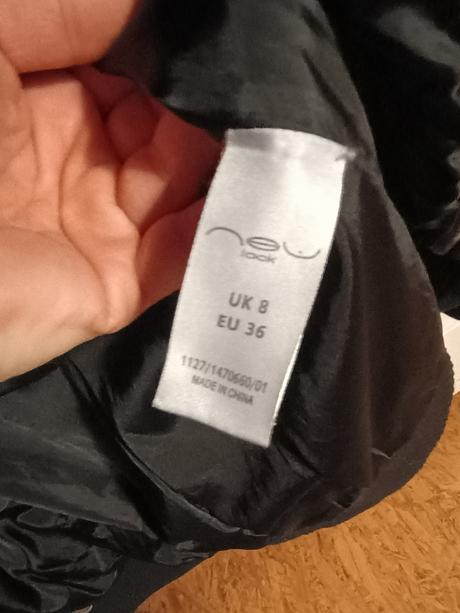 new
look
UK 8
EU 36
1127/1470660/01
MADE IN CHINA